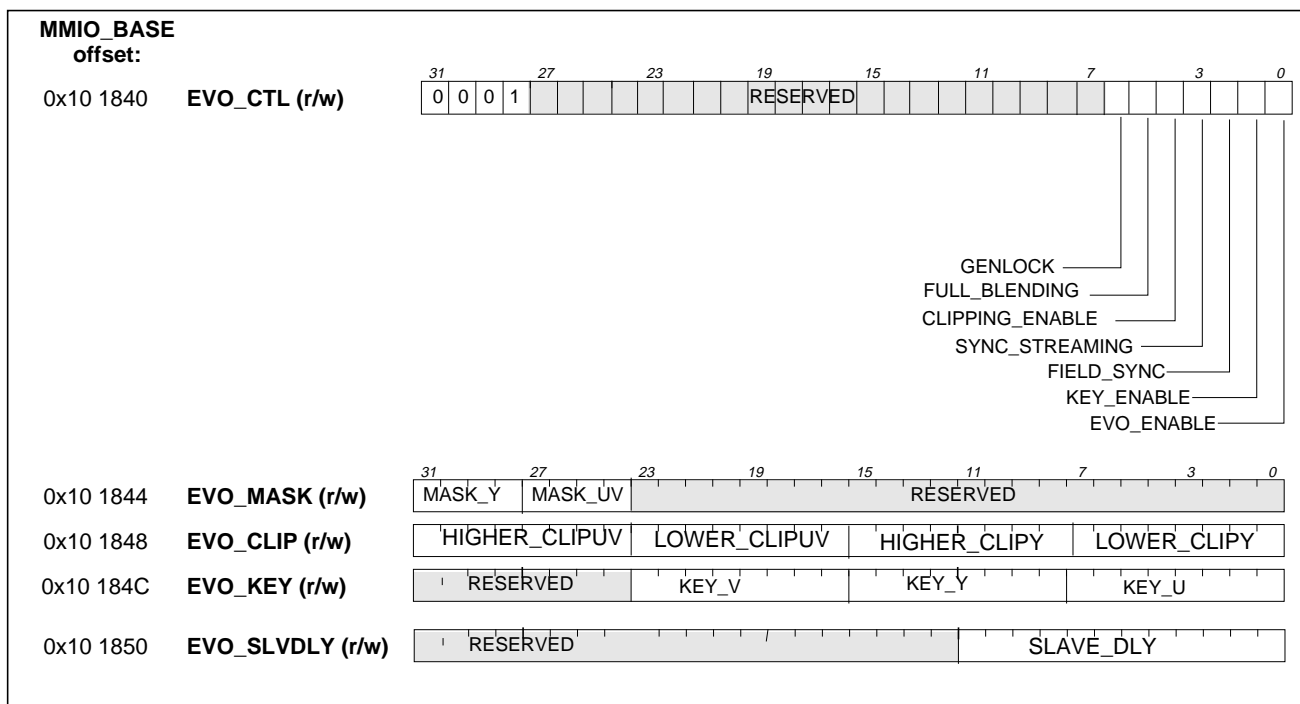 MMIO_BASE
offset:
31 27 23 19 15 11 7 3 0
0x10 1840 EVO_CTL (r/w) 0 0 0 1 RESERVED
GENLOCK
FULL_BLENDING
CLIPPING_ENABLE
SYNC_STREAMING
FIELD_SYNC
KEY_ENABLE
EVO_ENABLE
31 27 23 19 15 11 7 3 0
0x10 1844 EVO_MASK (r/w) MASK_Y MASK_UV RESERVED
0x10 1848 EVO_CLIP (r/w) HIGHER_CLIPUV LOWER_CLIPUV HIGHER_CLIPY LOWER_CLIPY
0x10 184C EVO_KEY (r/w) RESERVED KEY_V KEY_Y KEY_U
0x10 1850 EVO_SLVDLY (r/w) RESERVED SLAVE_DLY